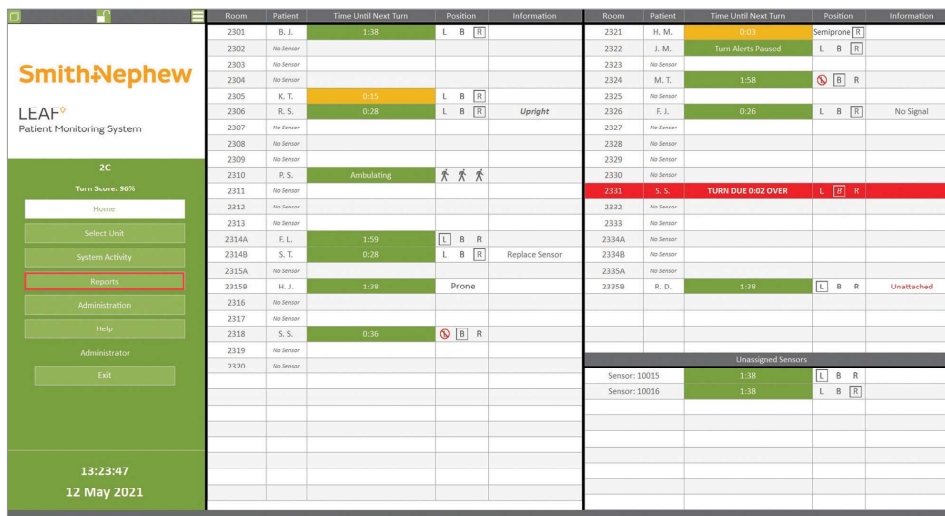 Smith+Nephew
LEAF
Patient Monitoring System
2C
Turn Score: 90%
Home
Select Unit
System Activity
Reports
Administration
Help
Administrator
Exit
13:23:47
12 May 2021
Room Patient Time Until Next Turn Position Information
2301 B. J. 1:38 L B R
2302 No Sensor
2303 No Sensor
2304 No Sensor
2305 K. T. 0:15 L B R
2306 R. S. 0:28 L B R Upright
2307 No Sensor
2308 No Sensor
2309 No Sensor
2310 P. S. Ambulating
2311 No Sensor
2312 No Sensor
2313 No Sensor
2314A F. L. 1:59 L B R
2314B S. T. 0:28 L B R Replace Sensor
2315A No Sensor
2315B H. J. 1:38 Prone
2316 No Sensor
2317 No Sensor
2318 S. S. 0:36 B R
2319 No Sensor
2320 No Sensor
Room Patient Time Until Next Turn Position Information
2321 H. M. 0:03 Semiprone R
2322 J. M. Turn Alerts Paused L B R
2323 No Sensor
2324 M. T. 1:58 B R
2325 No Sensor
2326 F. J. 0:26 L B R No Signal
2327 No Sensor
2328 No Sensor
2329 No Sensor
2330 No Sensor
2331 S. S. TURN DUE 0:02 OVER L B R
2332 No Sensor
2333 No Sensor
2334A No Sensor
2334B No Sensor
2335A No Sensor
2335B R. D. 1:38 L B R Unattached
Unassigned Sensors
Sensor: 10015 1:38 L B R
Sensor: 10016 1:38 L B R